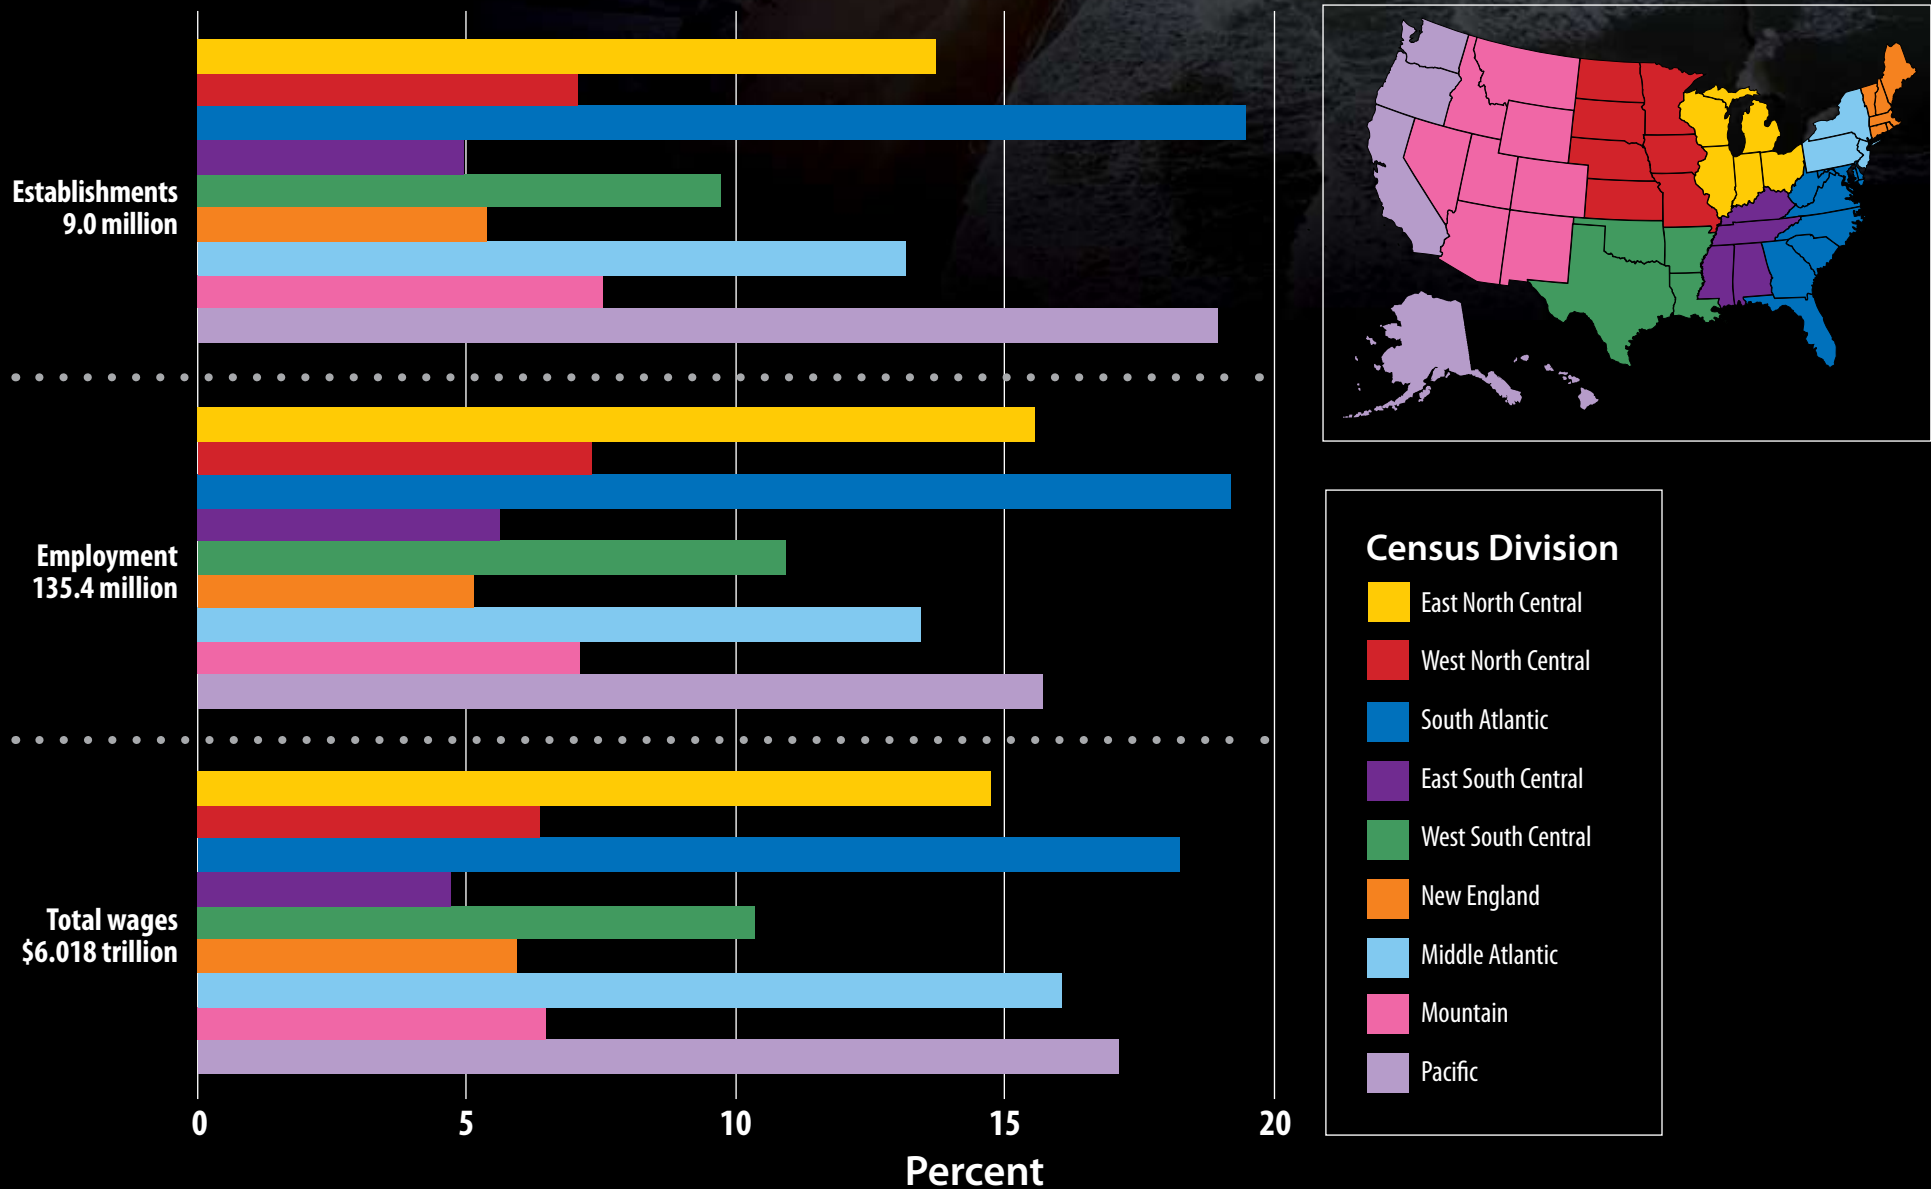 Establishments
9.0 million
Employment
135.4 million
Total wages
$6.018 trillion
0 5 10 15 20
Percent
Census Division
East North Central
West North Central
South Atlantic
East South Central
West South Central
New England
Middle Atlantic
Mountain
Pacific